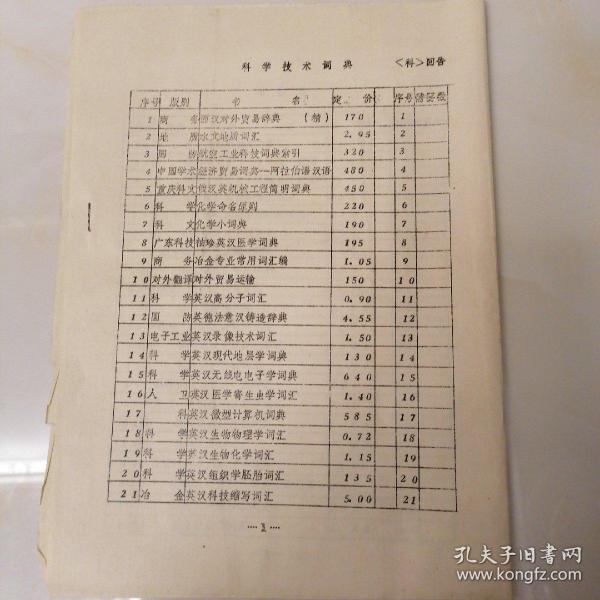 科学技术词典 <科>回告
序号 版别 书 名 定 价 序号 需要数
1 商 务 西汉对外贸易辞典 (精) 170 1
2 地 质 水文地质词汇 2.95 2
3 国 防 航空工业科技词典索引 320 3
4 中国学术 经济贸易词典一阿拉伯语汉语 480 4
5 重庆科文 俄汉英机械工程简明词典 450 5
6 科 学 化学命名原则 220 6
7 科 文 化学小词典 190 7
8 广东科技 袖珍英汉医学词典 195 8
9 商 务 冶金专业常用词汇编 1.05 9
10 对外翻译 对外贸易运输 150 10
11 科 学 英汉高分子词汇 0.90 11
12 国 防 英德法意汉铸造辞典 4.55 12
13 电子工业 英汉录像技术词汇 1.50 13
14 科 学 英汉现代地层学词典 130 14
15 科 学 英汉无线电电子学词典 640 15
16 人 卫 英汉医学寄生虫学词汇 1.40 16
17 科 英汉微型计算机词典 585 17
18 科 学 英汉生物物理学词汇 0.72 18
19 科 学 英汉生物化学词汇 1.15 19
20 科 学 英汉组织学胚胎词汇 135 20
21 冶 金 英汉科技缩写词汇 5.00 21
····1····
孔夫子旧书网
www.kongfz.com